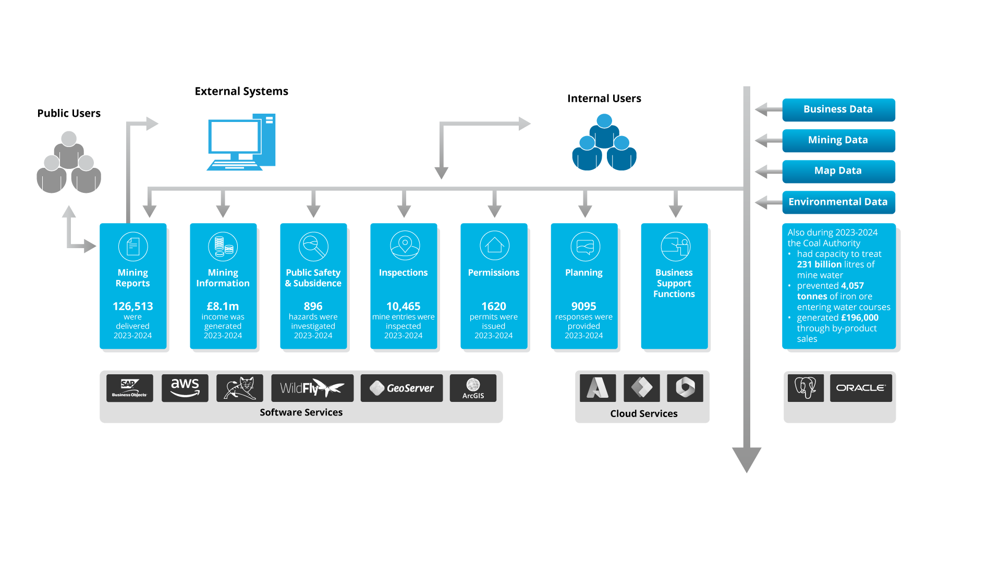 External Systems
Internal Users
Public Users
Business Data
Mining Data
Map Data
Environmental Data
Mining
Reports
126,513
were
delivered
2023-2024
Mining
Information
£8.1m
income was
generated
2023-2024
Public Safety
& Subsidence
896
hazards were
investigated
2023-2024
Inspections
10,465
mine entries were
inspected
2023-2024
Permissions
1620
permits were
issued
2023-2024
Planning
9095
responses were
provided
2023-2024
Business
Support
Functions
Also during 2023-2024
the Coal Authority
• had capacity to treat
231 billion litres of
mine water
• prevented 4,057
tonnes of iron ore
entering water courses
• generated £196,000
through by-product
sales
SAP
Business Objects
aws
WildFly
GeoServer
ArcGIS
Software Services
Cloud Services
ORACLE